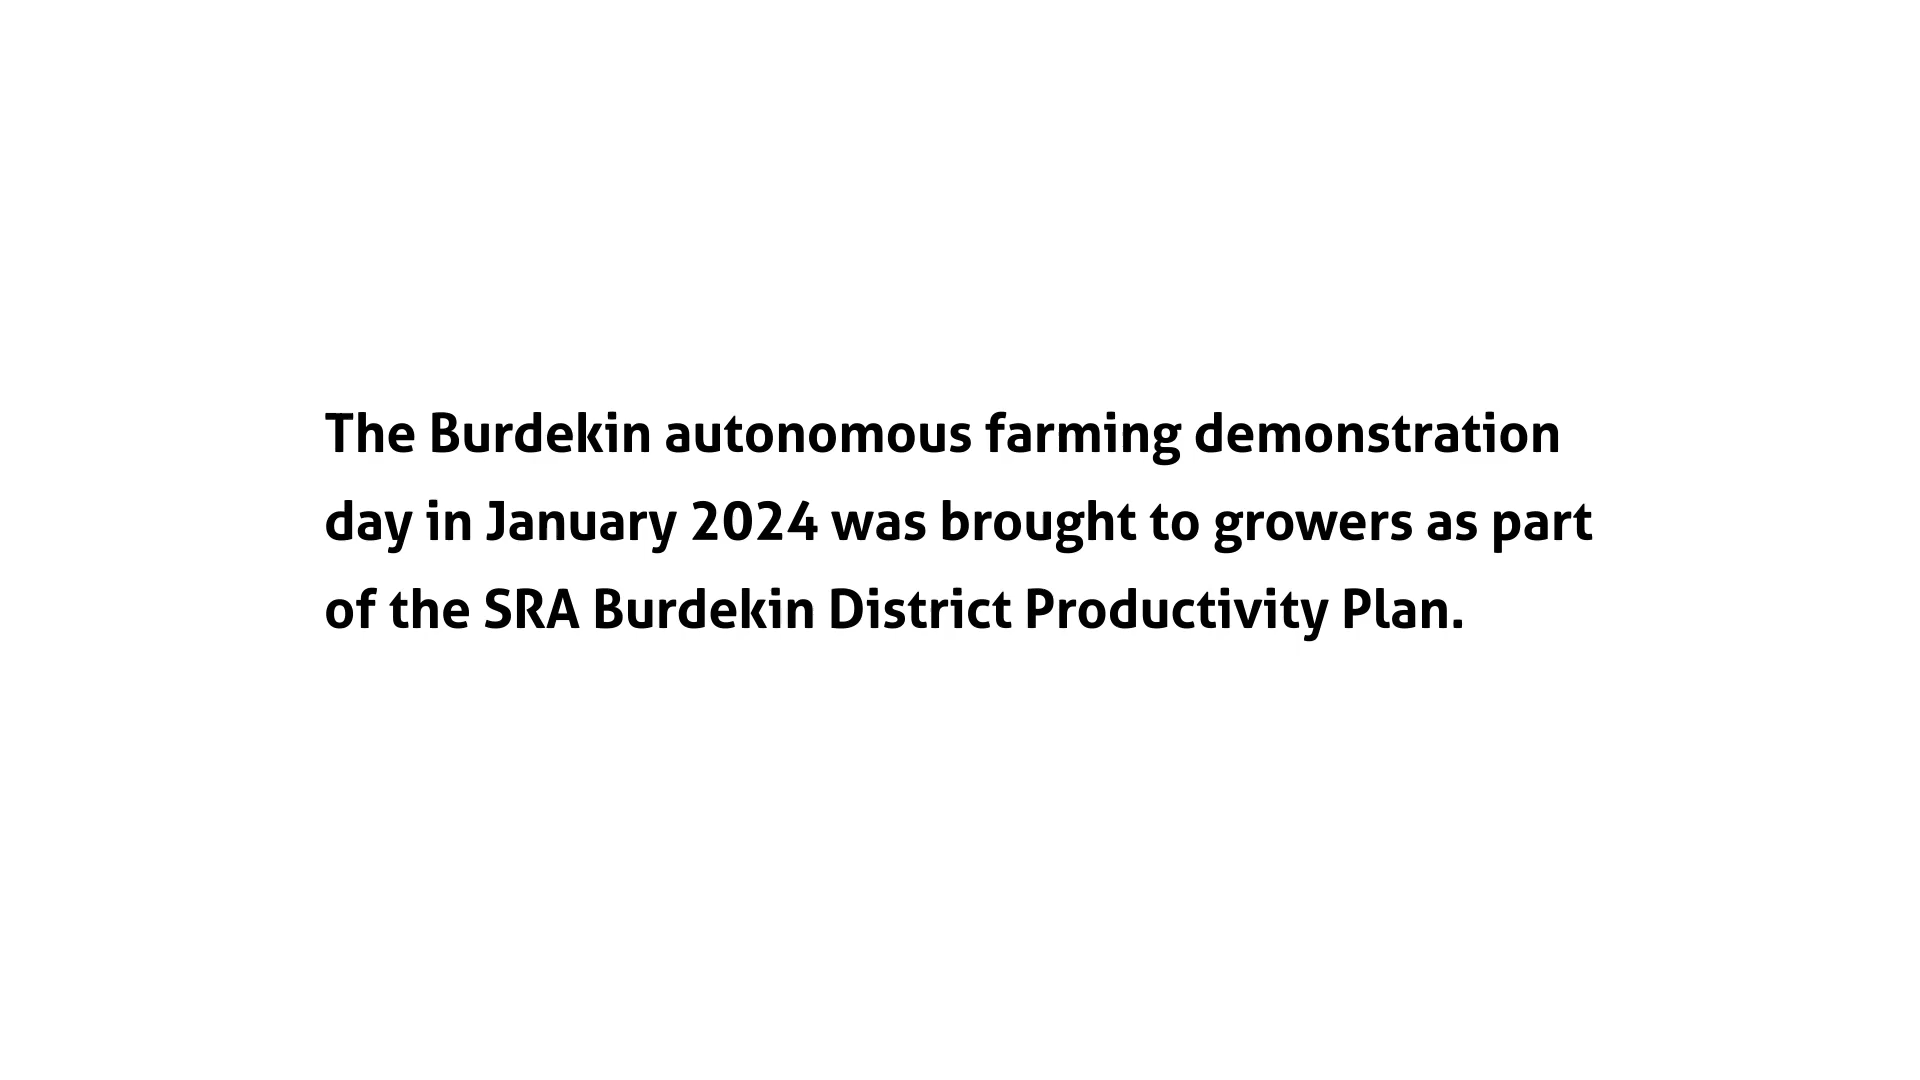 The Burdekin autonomous farming demonstration
day in January 2024 was brought to growers as part
of the SRA Burdekin District Productivity Plan.